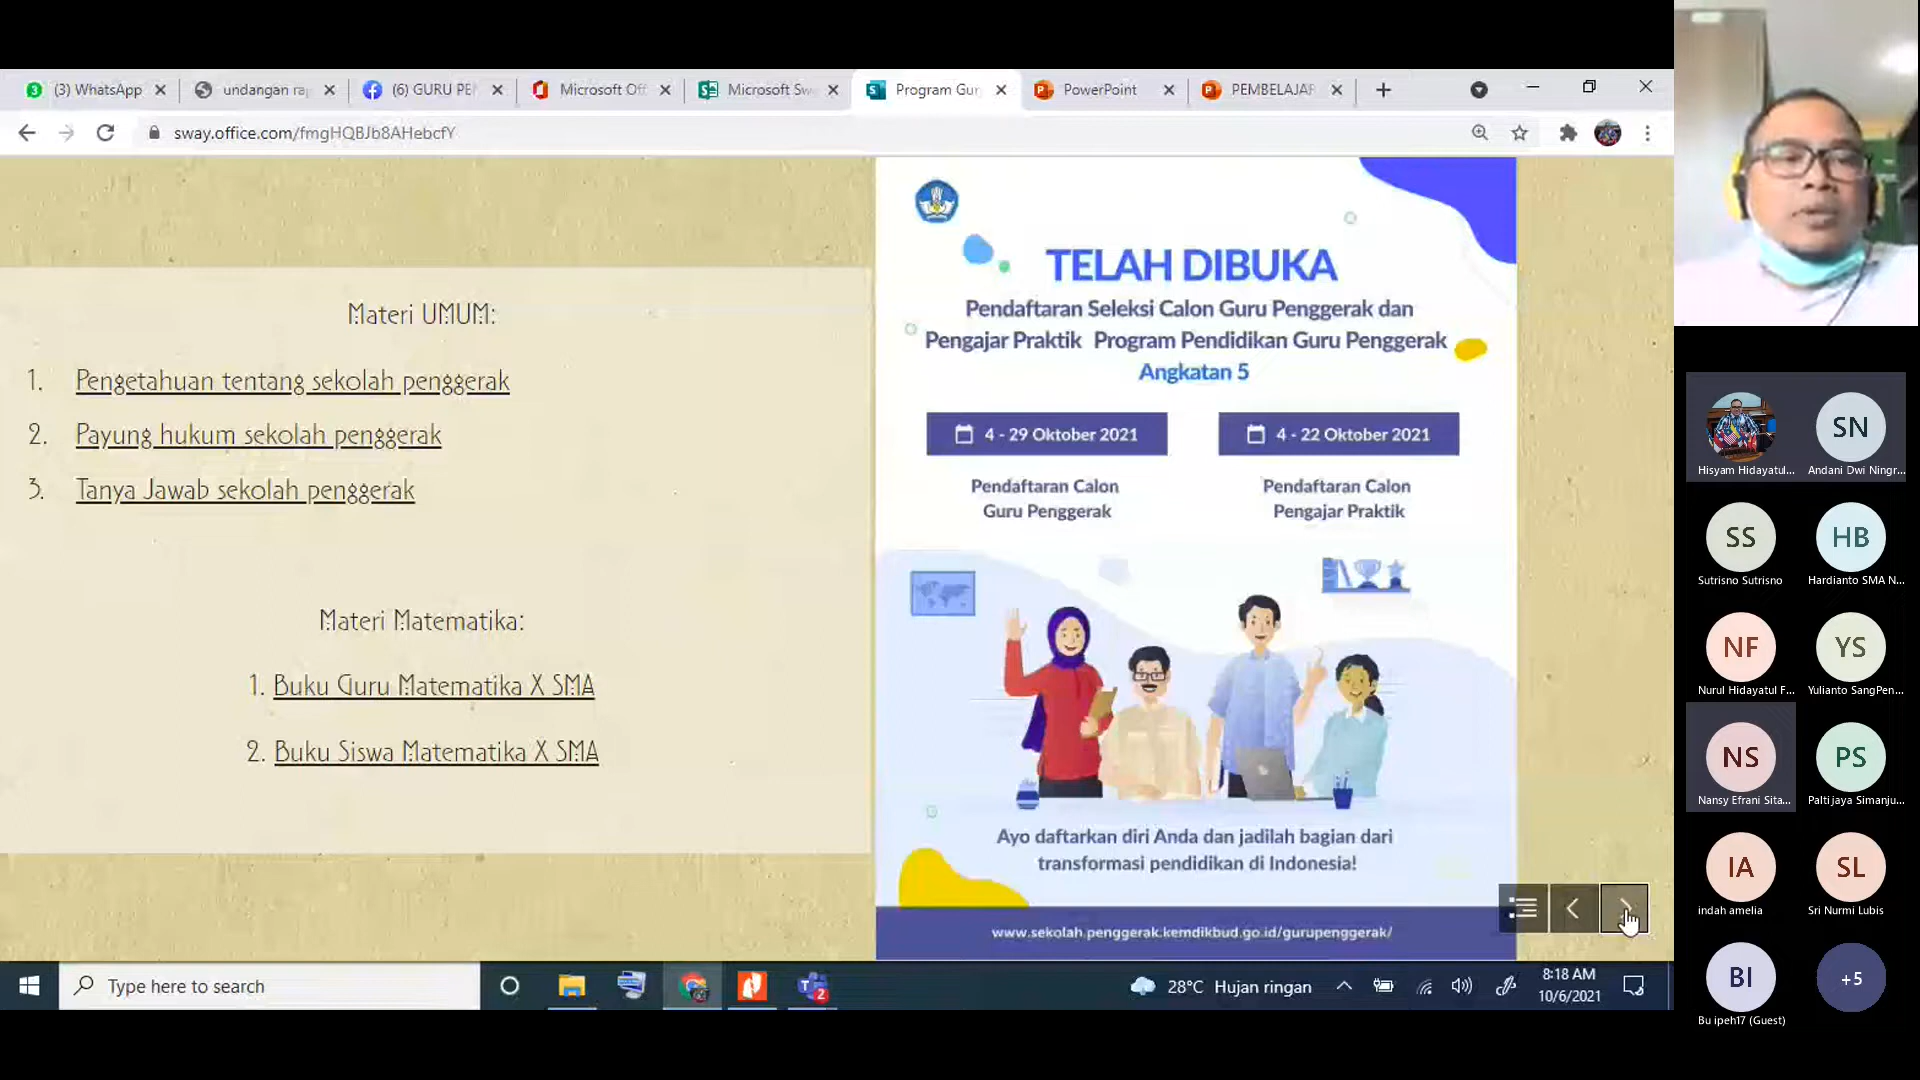 (3) WhatsApp
undangan ra
(6) GURU PE
Microsoft Off
Microsoft Sw
Program Gur
PowerPoint
PEMBELAJAR
sway.office.com/fmgHQBJb8AHebcfY
Materi UMUM:
1. Pengetahuan tentang sekolah penggerak
2. Payung hukum sekolah penggerak
3. Tanya Jawab sekolah penggerak
Materi Matematika:
1. Buku Guru Matematika X SMA
2. Buku Siswa Matematika X SMA
TELAH DIBUKA
Pendaftaran Seleksi Calon Guru Penggerak dan
Pengajar Praktik Program Pendidikan Guru Penggerak
Angkatan 5
4 - 29 Oktober 2021
4 - 22 Oktober 2021
Pendaftaran Calon
Guru Penggerak
Pendaftaran Calon
Pengajar Praktik
Ayo daftarkan diri Anda dan jadilah bagian dari
transformasi pendidikan di Indonesia!
www.sekolah.penggerak.kemdikbud.go.id/gurupenggerak/
Type here to search
2
28°C Hujan ringan
8:18 AM
10/6/2021
Hisyam Hidayatul...
SN
Andani Dwi Ningr...
SS
Sutrisno Sutrisno
HB
Hardianto SMA N...
NF
Nurul Hidayatul F...
YS
Yulianto SangPen...
NS
Nansy Efrani Sita...
PS
Paltijaya Simanju...
IA
indah amelia
SL
Sri Nurmi Lubis
BI
Bu ipeh17 (Guest)
+5